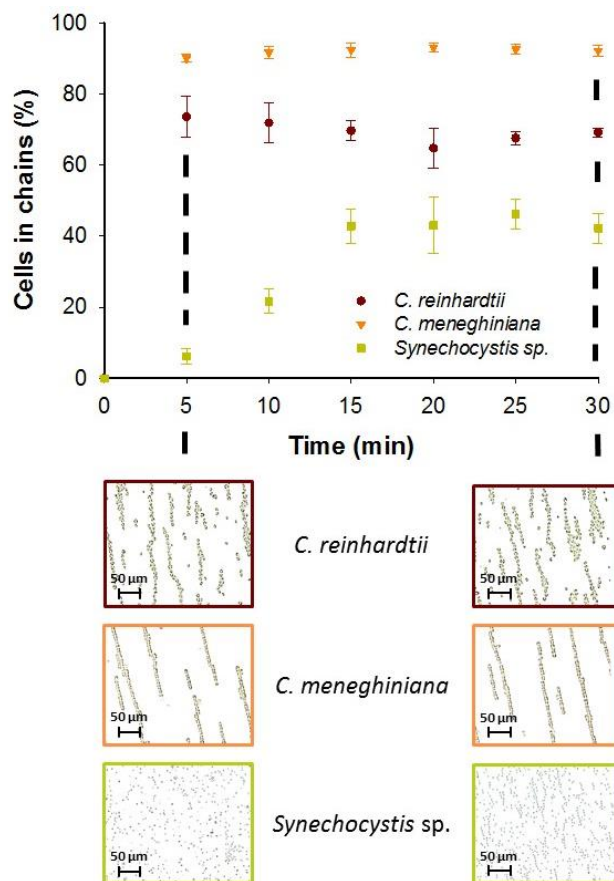 100
80
60
40
20
0
Cells in chains (%)
C. reinhardtii
C. meneghiniana
Synechocystis sp.
0 5 10 15 20 25 30
Time (min)
50 µm C. reinhardtii 50 µm
50 µm C. meneghiniana 50 µm
50 µm Synechocystis sp. 50 µm